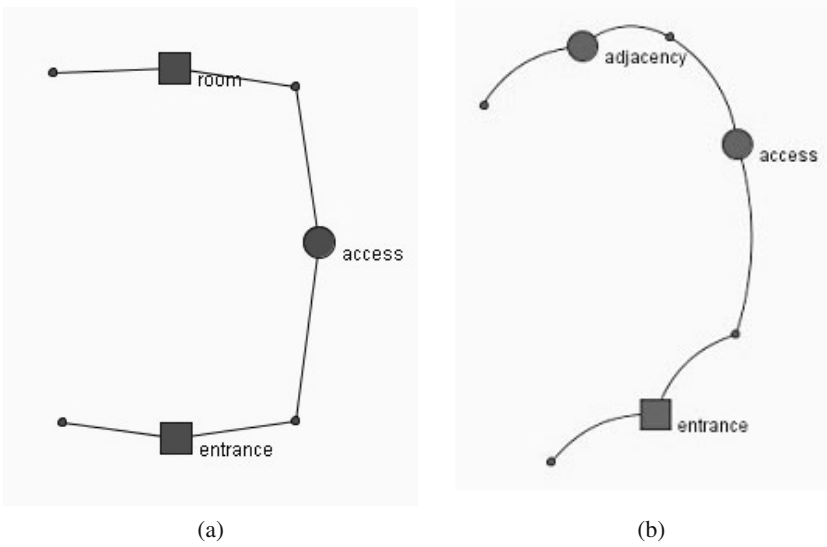 room
access
entrance
(a)
adjacency
access
entrance
(b)